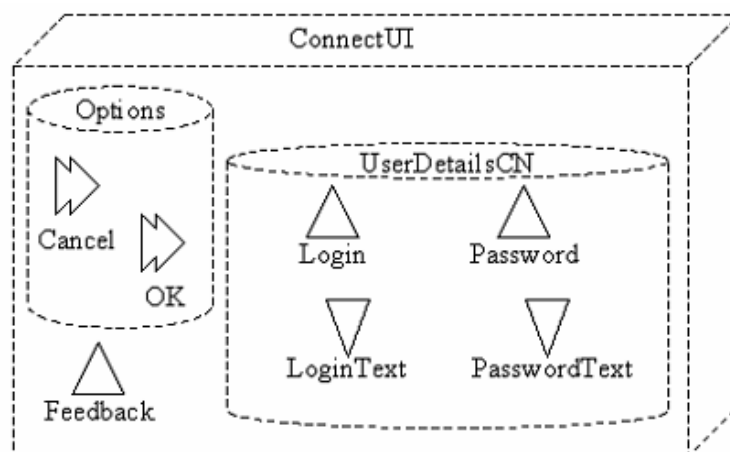 ConnectUI
Options
Cancel
OK
Feedback
UserDetailsCN
Login
Password
LoginText
PasswordText